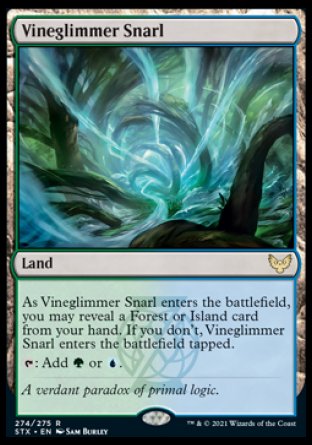 Vineglimmer Snarl
Land
As Vineglimmer Snarl enters the battlefield,
you may reveal a Forest or Island card
from your hand. If you don't, Vineglimmer
Snarl enters the battlefield tapped.
: Add or .
A verdant paradox of primal logic.
274/275 R
STX • EN Sam Burley
™ & © 2021 Wizards of the Coast